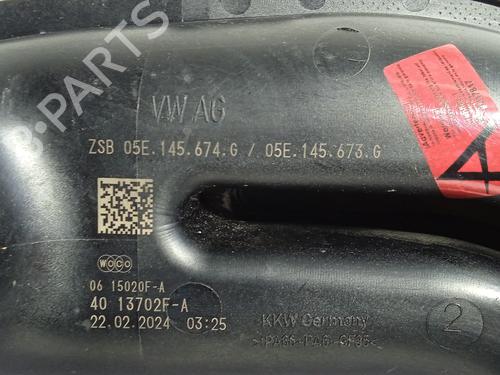 B-PARTS
VW AG
ZSB 05E.145.674.G / 05E.145.673.G
WOCO
06 15020F-A
40 13702F-A
22.02.2024 03:25
KKW Germany
2